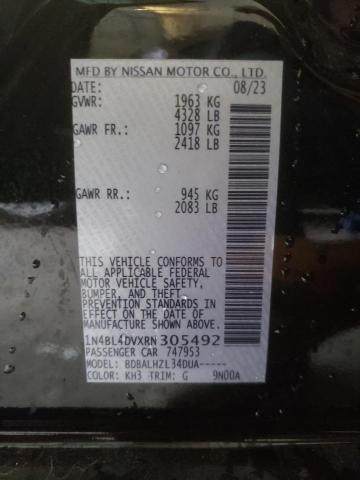 MFD BY NISSAN MOTOR CO., LTD.
DATE: 08/23
GVWR: 1963 KG
4328 LB
GAWR FR.: 1097 KG
2418 LB
GAWR RR.: 945 KG
2083 LB
THIS VEHICLE CONFORMS TO
ALL APPLICABLE FEDERAL
MOTOR VEHICLE SAFETY,
BUMPER, AND THEFT-
PREVENTION STANDARDS IN
EFFECT ON THE DATE OF
MANUFACTURE SHOWN ABOVE.
1N4BL4DVXRN305492
PASSENGER CAR 747953
MODEL: BDBALHZL34DUA-----
COLOR: KH3 TRIM: G 9N00A